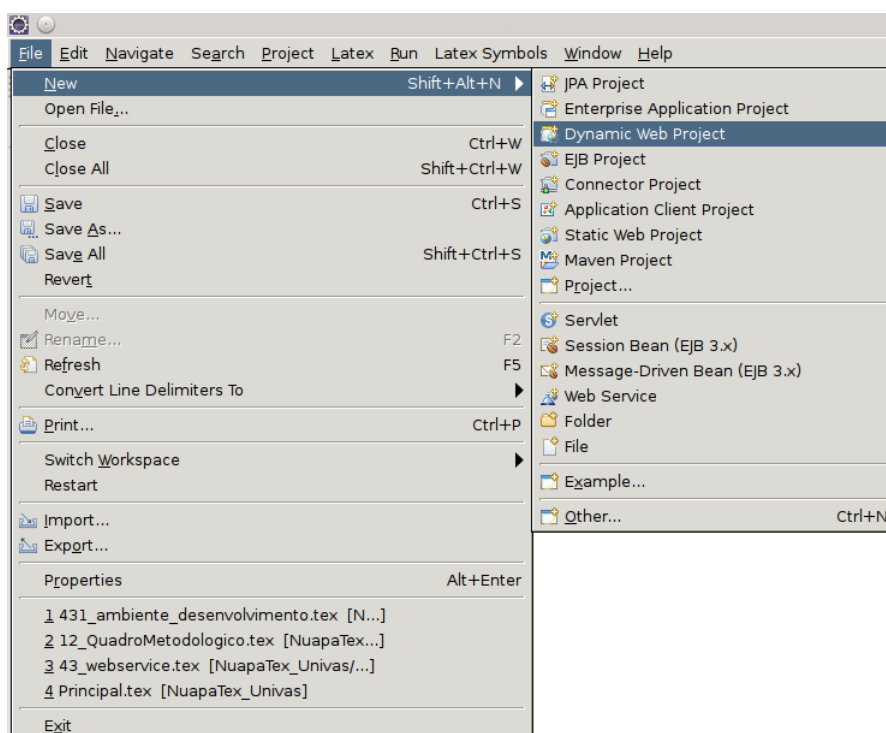 File Edit Navigate Search Project Latex Run Latex Symbols Window Help
New Shift+Alt+N
Open File...
Close Ctrl+W
Close All Shift+Ctrl+W
Save Ctrl+S
Save As...
Save All Shift+Ctrl+S
Revert
Move...
Rename... F2
Refresh F5
Convert Line Delimiters To
Print... Ctrl+P
Switch Workspace
Restart
Import...
Export...
Properties Alt+Enter
1 431_ambiente_desenvolvimento.tex [N...]
2 12_QuadroMetodologico.tex [NuapaTex...]
3 43_webservice.tex [NuapaTex_Univas/...]
4 Principal.tex [NuapaTex_Univas]
Exit
JPA Project
Enterprise Application Project
Dynamic Web Project
EJB Project
Connector Project
Application Client Project
Static Web Project
Maven Project
Project...
Servlet
Session Bean (EJB 3.x)
Message-Driven Bean (EJB 3.x)
Web Service
Folder
File
Example...
Other... Ctrl+N